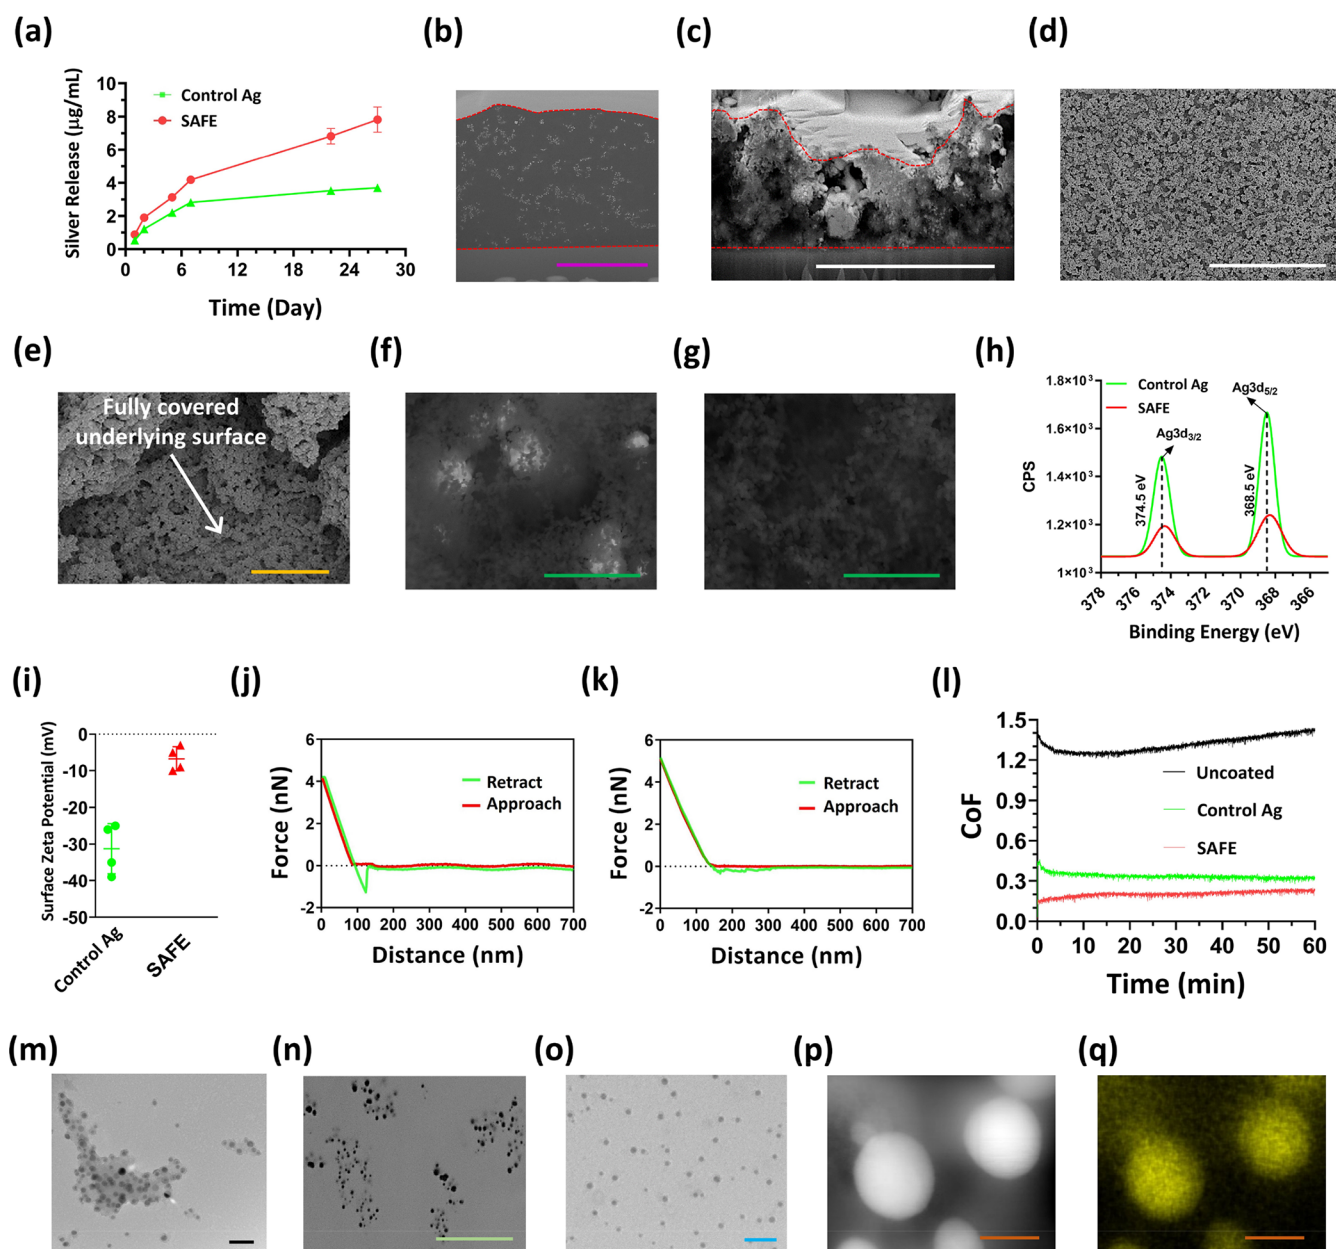 (a)
(b)
(c)
(d)
Silver Release (µg/mL)
10
8
6
4
2
0
Control Ag
SAFE
0 6 12 18 24 30
Time (Day)
(e)
(f)
(g)
(h)
Fully covered
underlying surface
CPS
1.8×10³
1.6×10³
1.4×10³
1.2×10³
1×10³
Control Ag
SAFE
Ag3d5/2
Ag3d3/2
374.5 eV
368.5 eV
378 376 374 372 370 368 366
Binding Energy (eV)
(i)
(j)
(k)
(l)
Surface Zeta Potential (mV)
0
-10
-20
-30
-40
-50
Control Ag
SAFE
Force (nN)
6
4
2
0
-2
Retract
Approach
0 100 200 300 400 500 600 700
Distance (nm)
Force (nN)
6
4
2
0
-2
Retract
Approach
0 100 200 300 400 500 600 700
Distance (nm)
CoF
1.5
1.2
0.9
0.6
0.3
0.0
Uncoated
Control Ag
SAFE
0 10 20 30 40 50 60
Time (min)
(m)
(n)
(o)
(p)
(q)